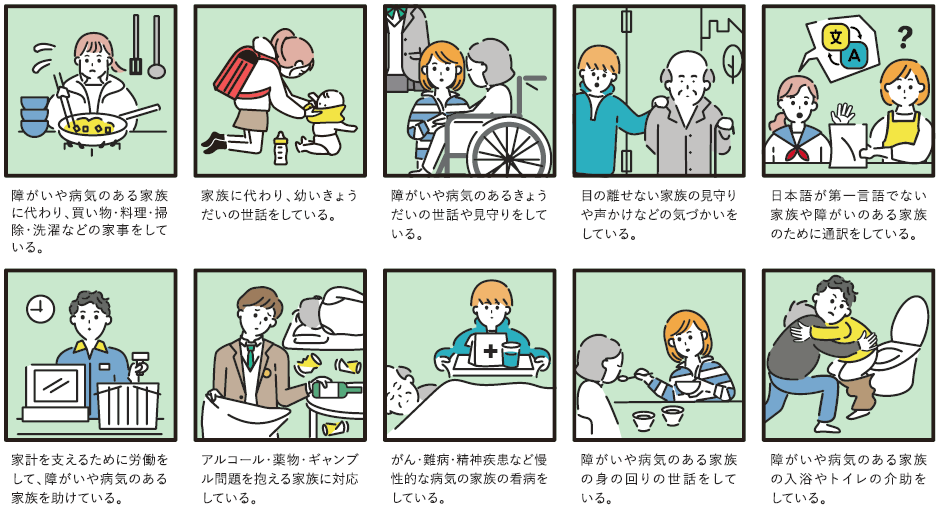 文
A
?
障がいや病気のある家族
に代わり、買い物・料理・掃
除・洗濯などの家事をして
いる。
家族に代わり、幼いきょう
だいの世話をしている。
障がいや病気のあるきょう
だいの世話や見守りをして
いる。
目の離せない家族の見守り
や声かけなどの気づかいを
している。
日本語が第一言語でない
家族や障がいのある家族
のために通訳をしている。
家計を支えるために労働を
して、障がいや病気のある
家族を助けている。
アルコール・薬物・ギャンブ
ル問題を抱える家族に対応
している。
がん・難病・精神疾患など慢
性的な病気の家族の看病を
している。
障がいや病気のある家族
の身の回りの世話をして
いる。
障がいや病気のある家族
の入浴やトイレの介助を
している。